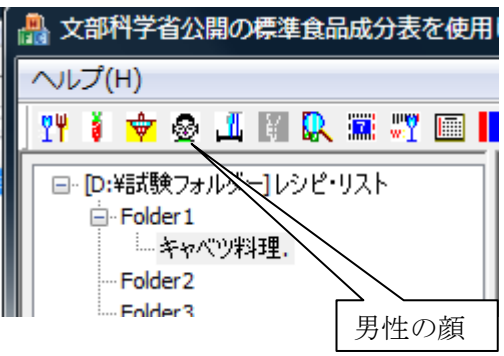 文部科学省公開の標準食品成分表を使用
ヘルプ(H)
[D:¥試験フォルダー]レシピ・リスト
Folder1
キャベツ料理.
Folder2
Folder3
男性の顔